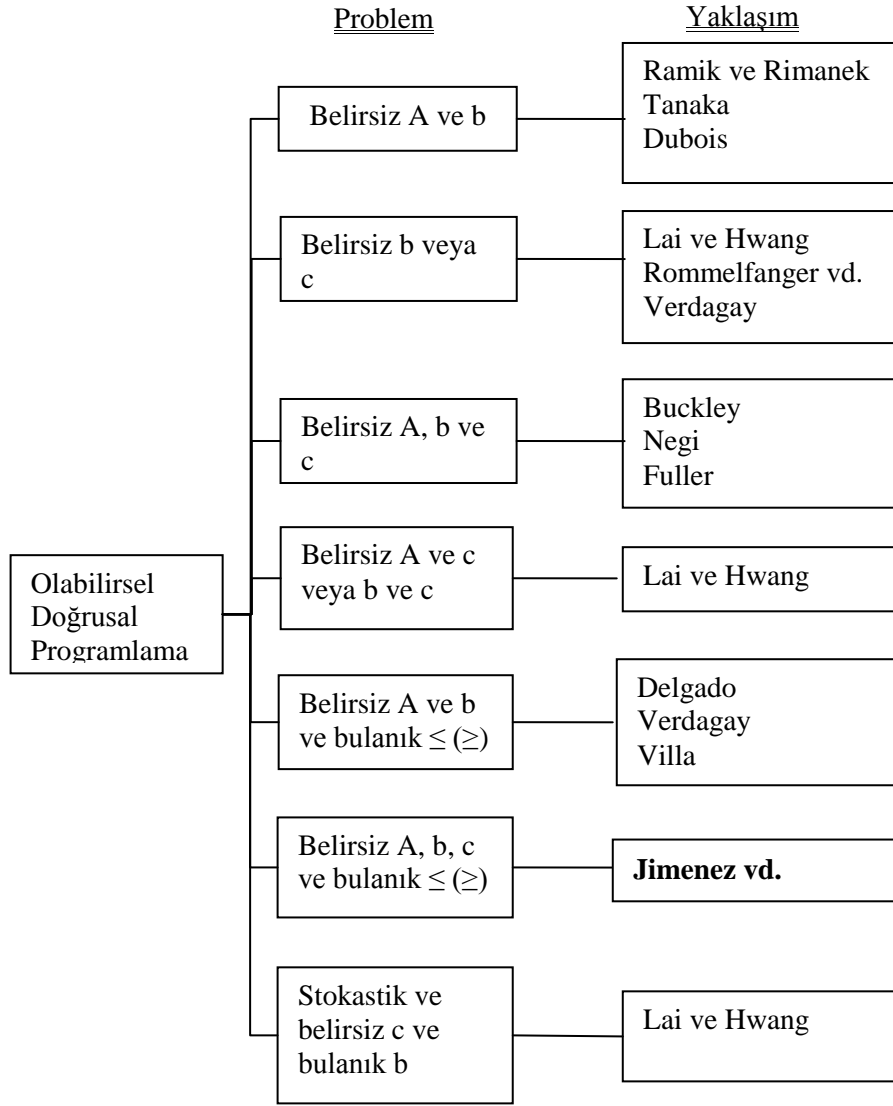 Problem
Yaklaşım
Belirsiz A ve b
Ramik ve Rimanek
Tanaka
Dubois
Belirsiz b veya
c
Lai ve Hwang
Rommelfanger vd.
Verdagay
Belirsiz A, b ve
c
Buckley
Negi
Fuller
Belirsiz A ve c
veya b ve c
Lai ve Hwang
Olabilirsel
Doğrusal
Programlama
Belirsiz A ve b
ve bulanık ≤ (≥)
Delgado
Verdagay
Villa
Belirsiz A, b, c
ve bulanık ≤ (≥)
Jimenez vd.
Stokastik ve
belirsiz c ve
bulanık b
Lai ve Hwang